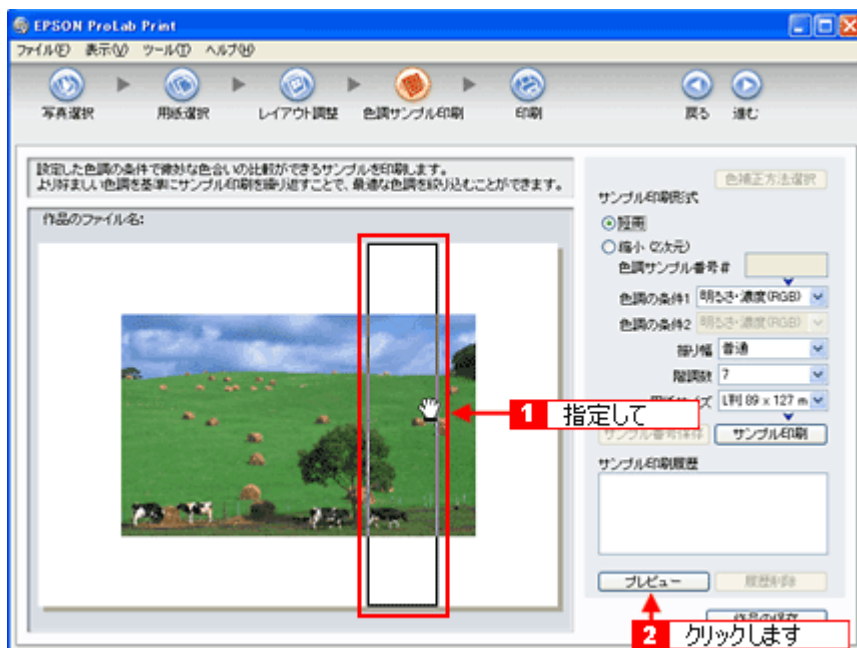 EPSON ProLab Print
ファイル(F) 表示(V) ツール(T) ヘルプ(H)
写真選択 用紙選択 レイアウト調整 色調サンプル印刷 印刷 戻る 進む
設定した色調の条件で微妙な色合いの比較ができるサンプルを印刷します。
より好ましい色調を基準にサンプル印刷を繰り返すことで、最適な色調を絞り込むことができます。
作品のファイル名:
色補正方法選択
サンプル印刷形式
短冊
縮小(2次元)
色調サンプル番号#
色調の条件1 明るさ・濃度(RGB)
色調の条件2 明るさ・濃度(RGB)
振り幅 普通
階調数 7
L判 89 x 127 m
1 指定して
サンプル番号保存 サンプル印刷
サンプル印刷履歴
プレビュー 履歴削除
作品の保存
2 クリックします